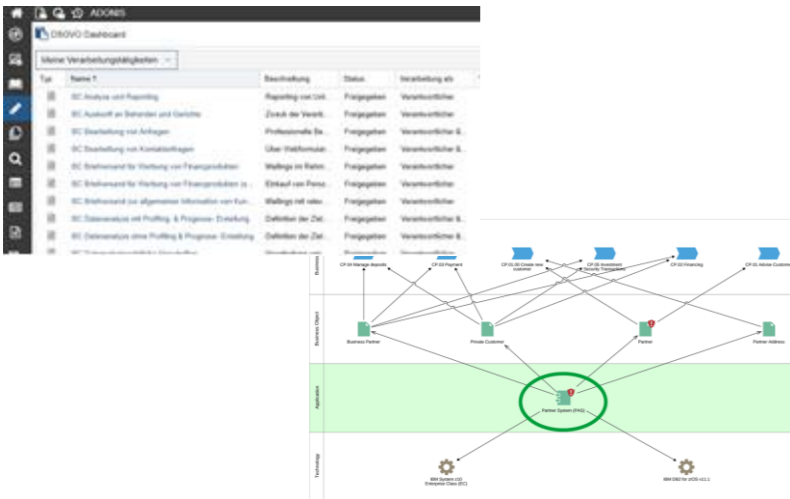 ADONIS
DSGVO Dashboard
Meine Verarbeitungstätigkeiten
Typ Name Beschreibung Status Verarbeitung als
BC Analyse und Reporting Reporting von Freigegeben Verantwortlicher
BC Auskunft an Behörden und Gerichte Zweck der Verarb... Freigegeben Verantwortlicher
BC Bearbeitung von Anfragen Professionelle Be... Freigegeben Verantwortlicher &...
BC Bearbeitung von Kontaktanfragen Über Webformular... Freigegeben Verantwortlicher &...
BC Briefversand für Werbung von Finanzprodukten Mailings im Rahm... Freigegeben Verantwortlicher
BC Briefversand für Werbung von Finanzprodukten Einkauf von Perso... Freigegeben Verantwortlicher
BC Briefversand zur allgemeinen Information von Kun... Mailings mit Freigegeben Verantwortlicher
BC Datenanalyse mit Profiling & Prognose- Erstellung Definition der Ziel... Freigegeben Verantwortlicher &...
BC Datenanalyse ohne Profiling & Prognose- Erstellung Definition der Ziel... Freigegeben Verantwortlicher &...
Business
CP-04 Manage deposits
CP-03 Payment
CP-01.05 Create new
customer
CP-05 Investment
Security Transactions
CP-02 Financing
CP-01 Advise Customer
Business Object
Business Partner
Private Customer
Partner
Partner Address
Application
Partner System (PAS)
Technology
IBM System z10
Enterprise Class (EC)
IBM DB2 for z/OS v11.1